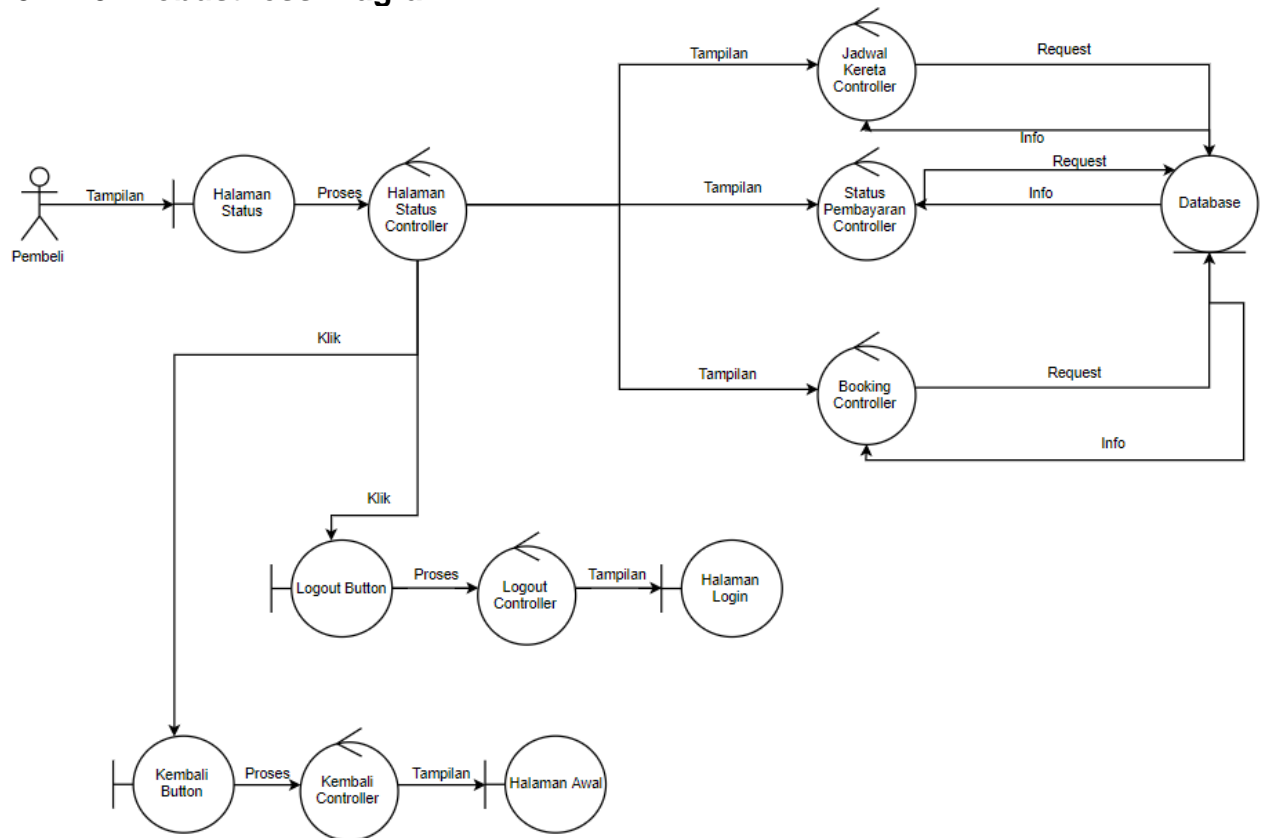 Tampilan
Jadwal
Kereta
Controller
Request
Info
Pembeli
Tampilan
Halaman
Status
Proses
Halaman
Status
Controller
Tampilan
Status
Pembayaran
Controller
Request
Info
Database
Tampilan
Booking
Controller
Request
Info
Klik
Klik
Logout Button
Proses
Logout
Controller
Tampilan
Halaman
Login
Kembali
Button
Proses
Kembali
Controller
Tampilan
Halaman Awal